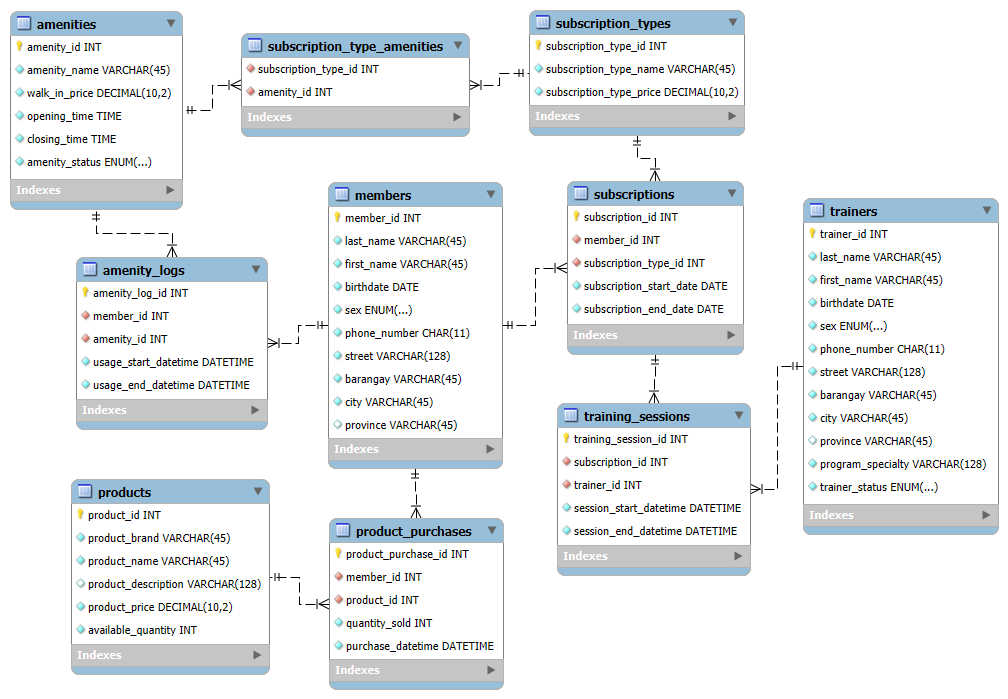 amenities
amenity_id INT
amenity_name VARCHAR(45)
walk_in_price DECIMAL(10,2)
opening_time TIME
closing_time TIME
amenity_status ENUM(...)
Indexes
subscription_type_amenities
subscription_type_id INT
amenity_id INT
Indexes
subscription_types
subscription_type_id INT
subscription_type_name VARCHAR(45)
subscription_type_price DECIMAL(10,2)
Indexes
amenity_logs
amenity_log_id INT
member_id INT
amenity_id INT
usage_start_datetime DATETIME
usage_end_datetime DATETIME
Indexes
members
member_id INT
last_name VARCHAR(45)
first_name VARCHAR(45)
birthdate DATE
sex ENUM(...)
phone_number CHAR(11)
street VARCHAR(128)
barangay VARCHAR(45)
city VARCHAR(45)
province VARCHAR(45)
Indexes
subscriptions
subscription_id INT
member_id INT
subscription_type_id INT
subscription_start_date DATE
subscription_end_date DATE
Indexes
trainers
trainer_id INT
last_name VARCHAR(45)
first_name VARCHAR(45)
birthdate DATE
sex ENUM(...)
phone_number CHAR(11)
street VARCHAR(128)
barangay VARCHAR(45)
city VARCHAR(45)
province VARCHAR(45)
program_specialty VARCHAR(128)
trainer_status ENUM(...)
Indexes
training_sessions
training_session_id INT
subscription_id INT
trainer_id INT
session_start_datetime DATETIME
session_end_datetime DATETIME
Indexes
products
product_id INT
product_brand VARCHAR(45)
product_name VARCHAR(45)
product_description VARCHAR(128)
product_price DECIMAL(10,2)
available_quantity INT
Indexes
product_purchases
product_purchase_id INT
member_id INT
product_id INT
quantity_sold INT
purchase_datetime DATETIME
Indexes